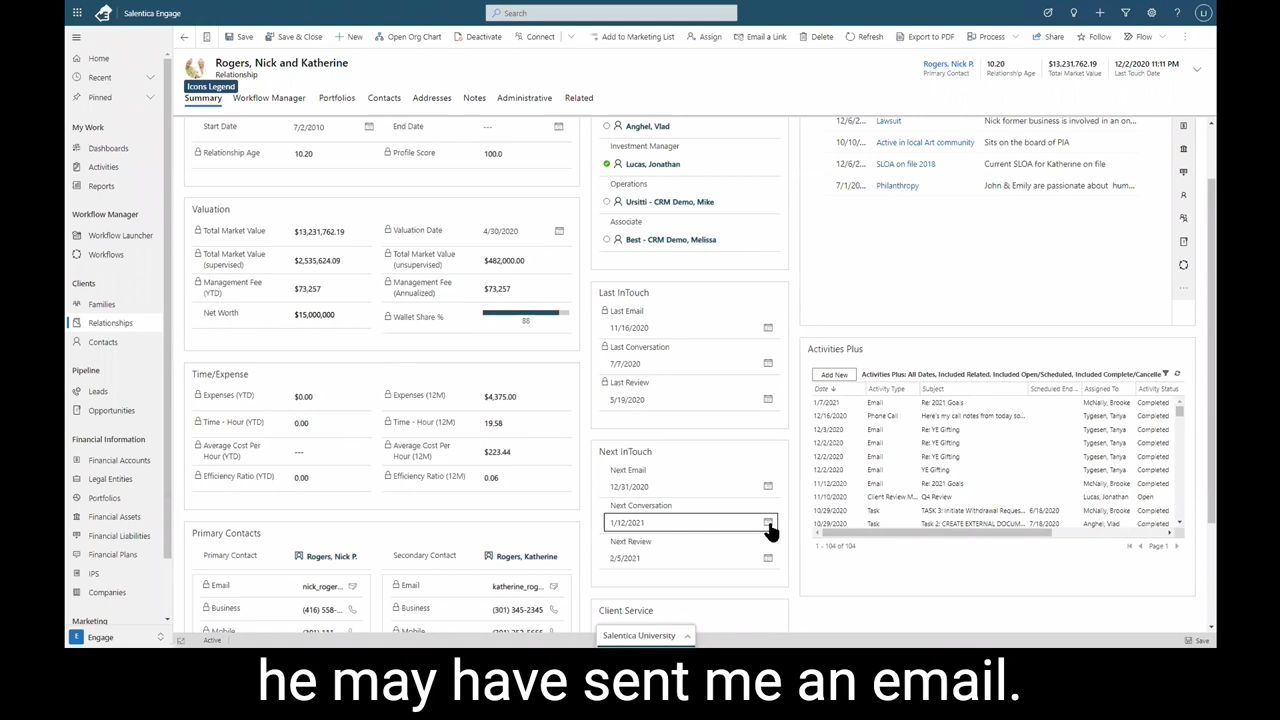 Salentica Engage
Search
Save
Save & Close
New
Open Org Chart
Deactivate
Connect
Add to Marketing List
Assign
Email a Link
Delete
Refresh
Export to PDF
Process
Share
Follow
Flow
Rogers, Nick and Katherine
Relationship
Icons Legend
Rogers, Nick P.
Primary Contact
10.20
Relationship Age
$13,231,762.19
Total Market Value
12/2/2020 11:11 PM
Last Touch Date
Summary
Workflow Manager
Portfolios
Contacts
Addresses
Notes
Administrative
Related
Home
Recent
Pinned
My Work
Dashboards
Activities
Reports
Workflow Manager
Workflow Launcher
Workflows
Clients
Families
Relationships
Contacts
Pipeline
Leads
Opportunities
Financial Information
Financial Accounts
Legal Entities
Portfolios
Financial Assets
Financial Liabilities
Financial Plans
IPS
Companies
Marketing
E Engage
Start Date 7/2/2010 End Date ---
Relationship Age 10.20 Profile Score 100.0
Valuation
Total Market Value $13,231,762.19 Valuation Date 4/30/2020
Total Market Value (supervised) $2,535,624.09 Total Market Value (unsupervised) $482,000.00
Management Fee (YTD) $73,257 Management Fee (Annualized) $73,257
Net Worth $15,000,000 Wallet Share %
Time/Expense
Expenses (YTD) $0.00 Expenses (12M) $4,375.00
Time - Hour (YTD) 0.00 Time - Hour (12M) 19.58
Average Cost Per Hour (YTD) --- Average Cost Per Hour (12M) $223.44
Efficiency Ratio (YTD) 0.00 Efficiency Ratio (12M) 0.06
Primary Contacts
Primary Contact Rogers, Nick P. Secondary Contact Rogers, Katherine
Email nick_roger... Email katherine_rog...
Business (416) 558-... Business (301) 345-2345
Mobile Mobile
Active
Anghel, Vlad
Investment Manager
Lucas, Jonathan
Operations
Ursitti - CRM Demo, Mike
Associate
Best - CRM Demo, Melissa
Last InTouch
Last Email
11/16/2020
Last Conversation
7/7/2020
Last Review
5/19/2020
Next InTouch
Next Email
12/31/2020
Next Conversation
1/12/2021
Next Review
2/5/2021
Client Service
Salentica University
12/6/2... Lawsuit Nick former business is involved in an on...
10/10/... Active in local Art community Sits on the board of PIA
12/6/2... SLOA on file 2018 Current SLOA for Katherine on file
7/1/20... Philanthropy John & Emily are passionate about hum...
Activities Plus
Add New Activities Plus: All Dates, Included Related, Included Open/Scheduled, Included Complete/Cancelle
Date Activity Type Subject Scheduled End... Assigned To Activity Status
1/7/2021 Email Re: 2021 Goals McNally, Brooke Completed
12/16/2020 Phone Call Here's my call notes from today so... Tygesen, Tanya Completed
12/3/2020 Email Re: YE Gifting Tygesen, Tanya Completed
12/2/2020 Email Re: YE Gifting Tygesen, Tanya Completed
12/2/2020 Email Re: YE Gifting Tygesen, Tanya Completed
12/2/2020 Email YE Gifting Tygesen, Tanya Completed
11/16/2020 Email Re: 2021 Goals McNally, Brooke Completed
11/10/2020 Client Review M... Q4 Review Lucas, Jonathan Open
10/29/2020 Task TASK 3: Initiate Withdrawal Reques... 6/18/2020 McNally, Brooke Completed
10/29/2020 Task Task 2: CREATE EXTERNAL DOCUM... 7/18/2020 Anghel, Vlad Completed
1 - 104 of 104
Page 1
Save
he may have sent me an email.